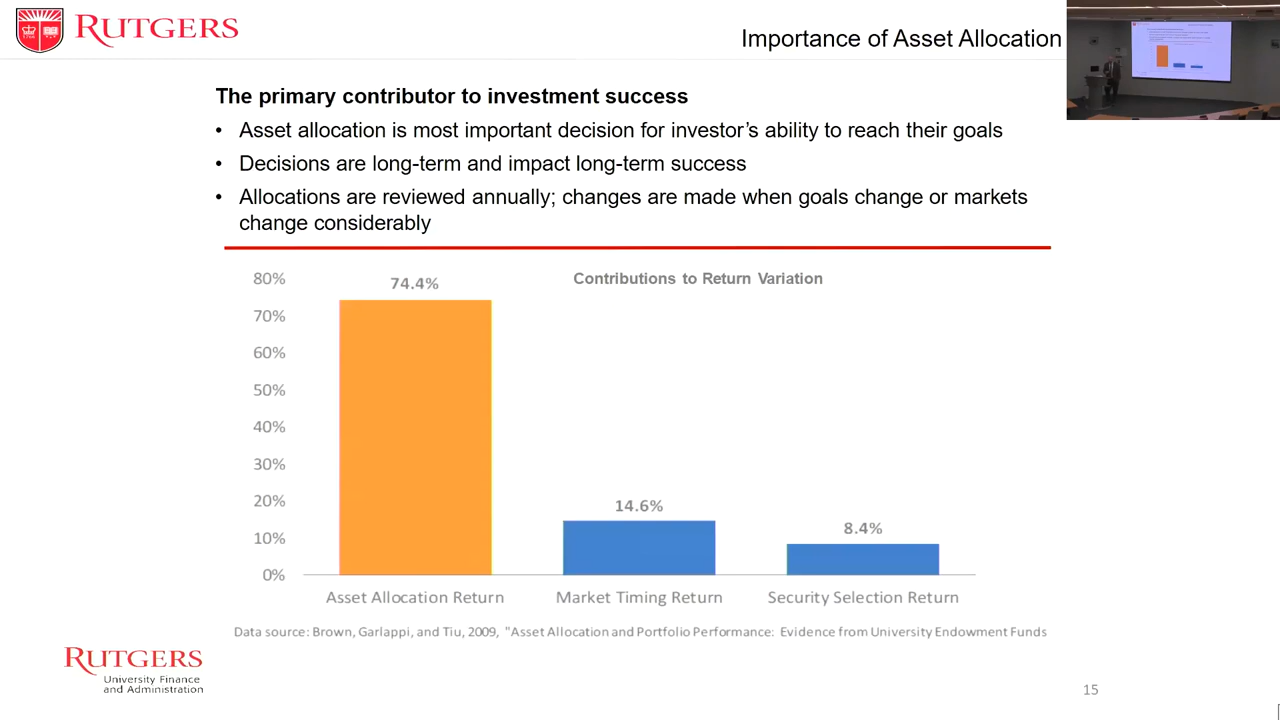 RUTGERS
Importance of Asset Allocation
The primary contributor to investment success
• Asset allocation is most important decision for investor's ability to reach their goals
• Decisions are long-term and impact long-term success
• Allocations are reviewed annually; changes are made when goals change or markets
change considerably
Contributions to Return Variation
80%
70%
60%
50%
40%
30%
20%
10%
0%
74.4%
14.6%
8.4%
Asset Allocation Return
Market Timing Return
Security Selection Return
Data source: Brown, Garlappi, and Tiu, 2009, "Asset Allocation and Portfolio Performance: Evidence from University Endowment Funds
RUTGERS
University Finance
and Administration
15